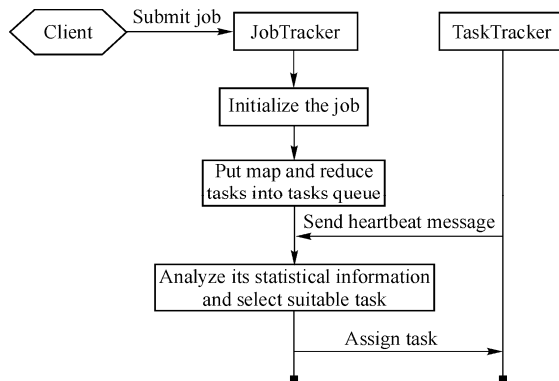 Submit job
Client
JobTracker
TaskTracker
Initialize the job
Put map and reduce
tasks into tasks queue
Send heartbeat message
Analyze its statistical information
and select suitable task
Assign task